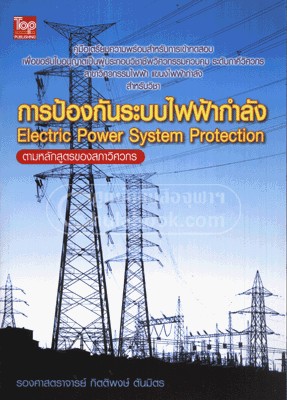 Top
PUBLISHING
คู่มือเตรียมความพร้อมสำหรับการเข้าทดสอบ
เพื่อขอรับใบอนุญาตเป็นผู้ประกอบวิชาชีพวิศวกรรมควบคุม ระดับภาคีวิศวกร
สาขาวิศวกรรมไฟฟ้า แขนงไฟฟ้ากำลัง
สำหรับวิชา
การป้องกันระบบไฟฟ้ากำลัง
Electric Power System Protection
ตามหลักสูตรของสภาวิศวกร
รองศาสตราจารย์ กิตติพงษ์ ตันมิตร